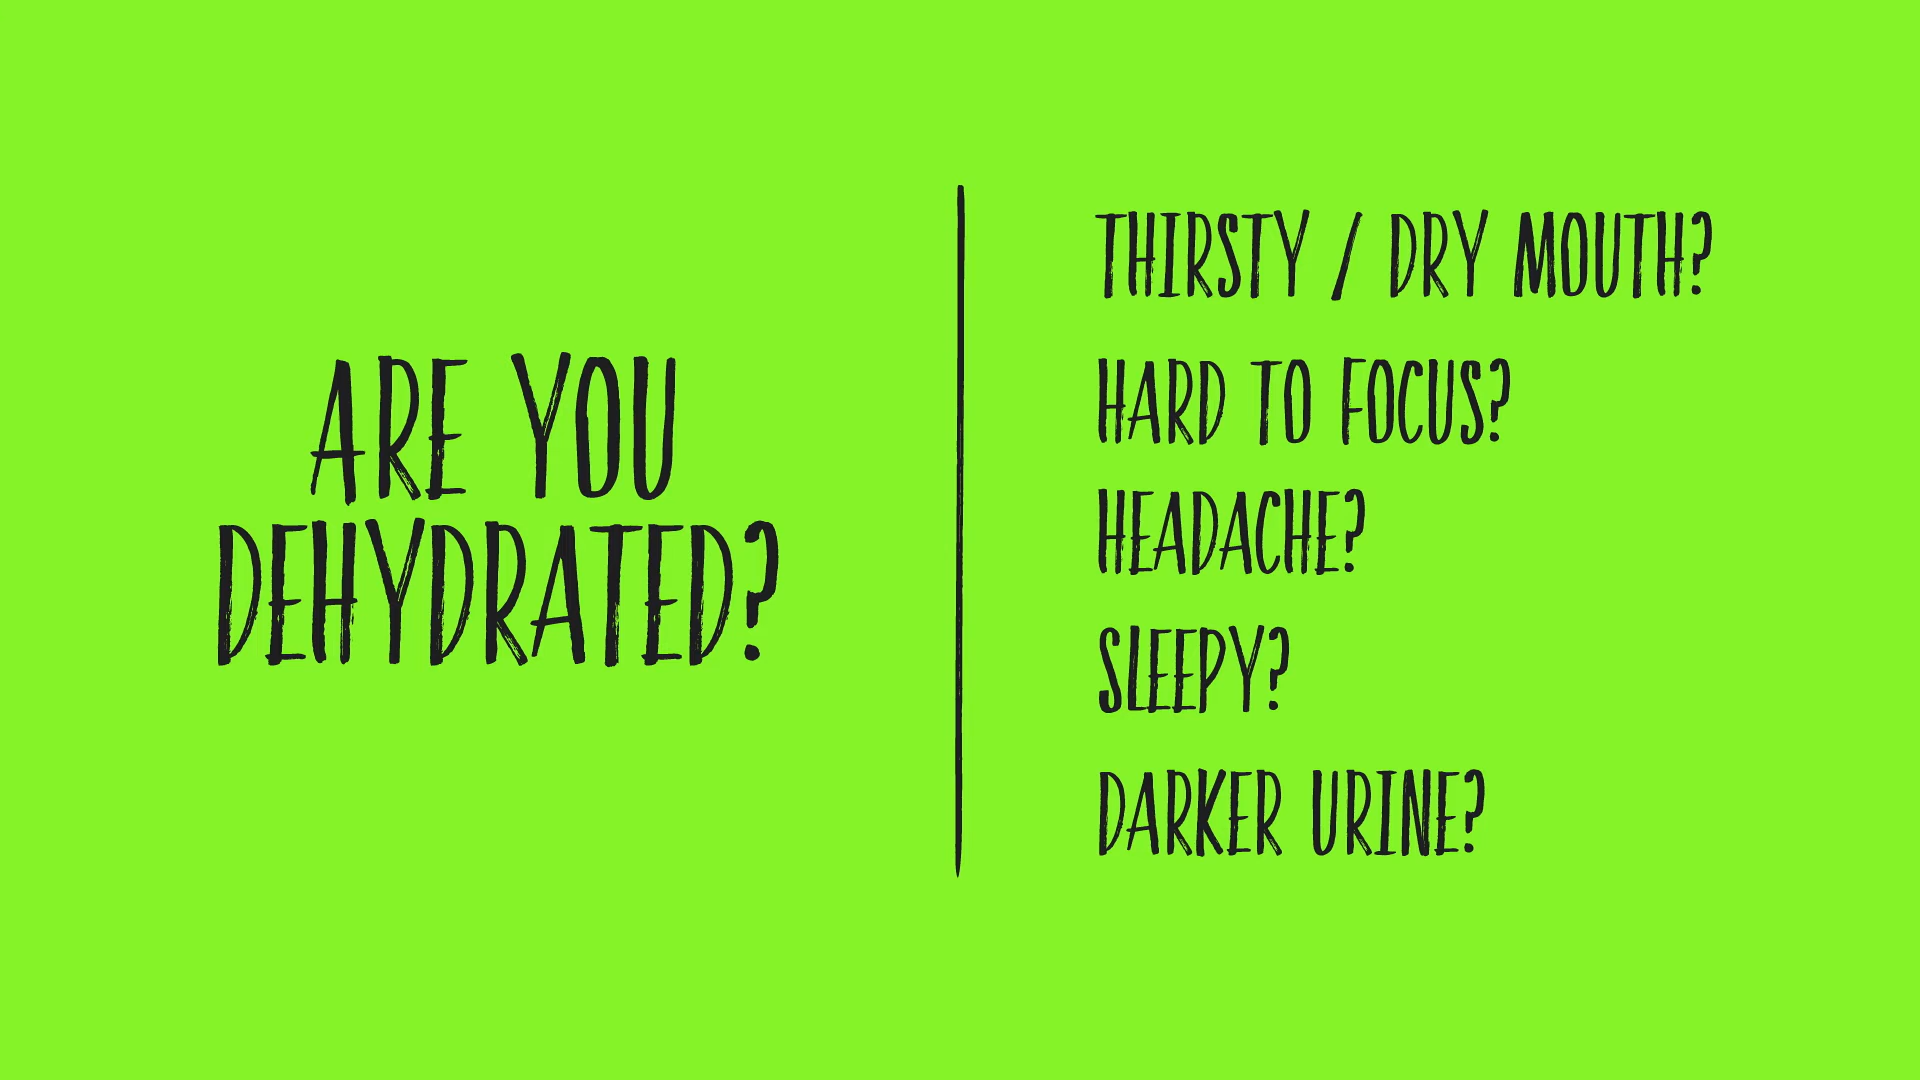 ARE YOU
DEHYDRATED?
THIRSTY / DRY MOUTH?
HARD TO FOCUS?
HEADACHE?
SLEEPY?
DARKER URINE?